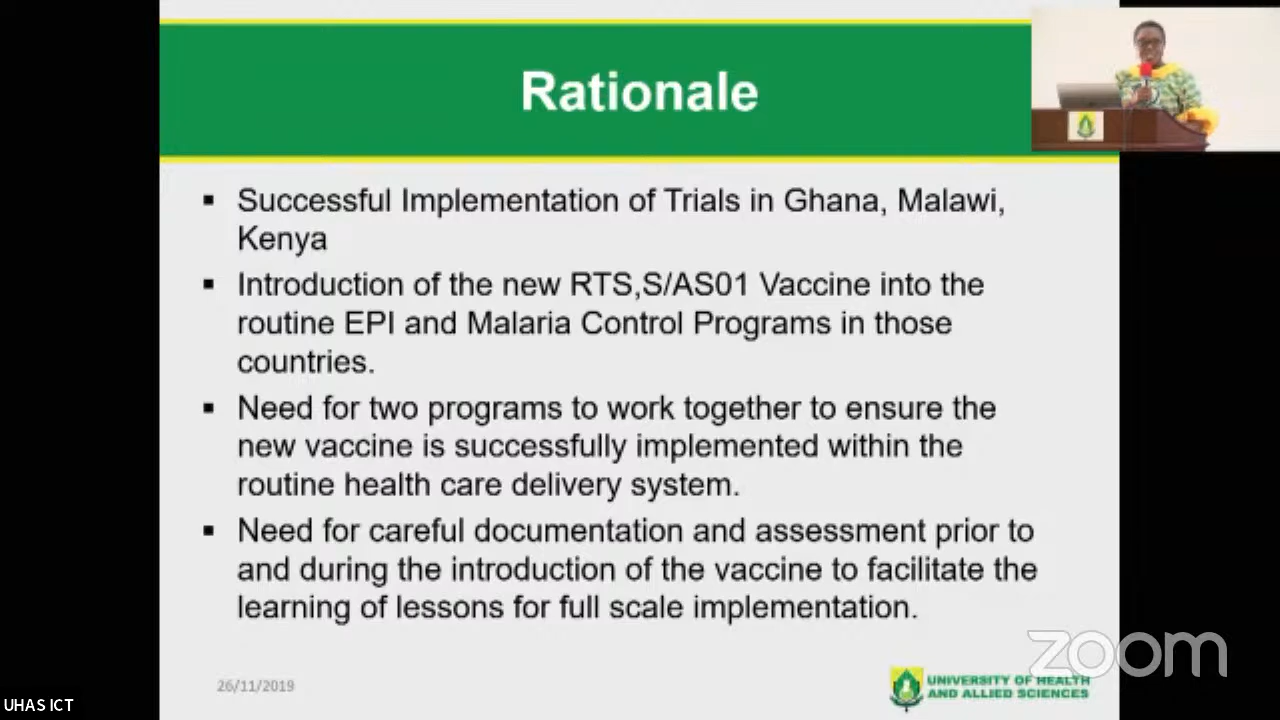 Rationale
▪ Successful Implementation of Trials in Ghana, Malawi,
Kenya
▪ Introduction of the new RTS,S/AS01 Vaccine into the
routine EPI and Malaria Control Programs in those
countries.
▪ Need for two programs to work together to ensure the
new vaccine is successfully implemented within the
routine health care delivery system.
▪ Need for careful documentation and assessment prior to
and during the introduction of the vaccine to facilitate the
learning of lessons for full scale implementation.
zoom
26/11/2019
UNIVERSITY OF HEALTH
AND ALLIED SCIENCES
UHAS ICT